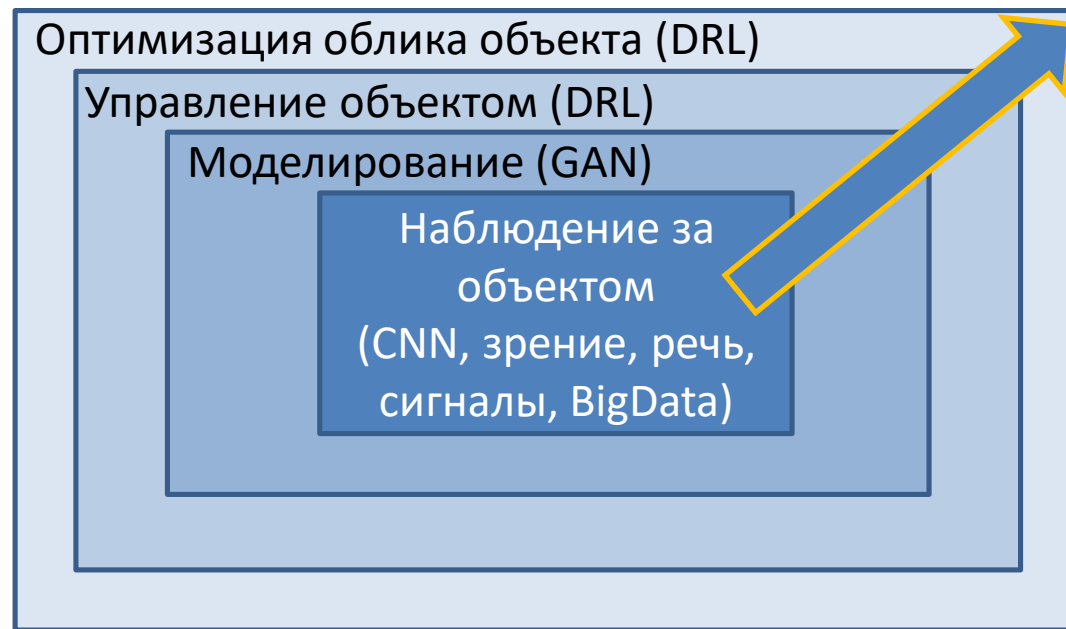 Оптимизация облика объекта (DRL)
Управление объектом (DRL)
Моделирование (GAN)
Наблюдение за
объектом
(CNN, зрение, речь,
сигналы, BigData)